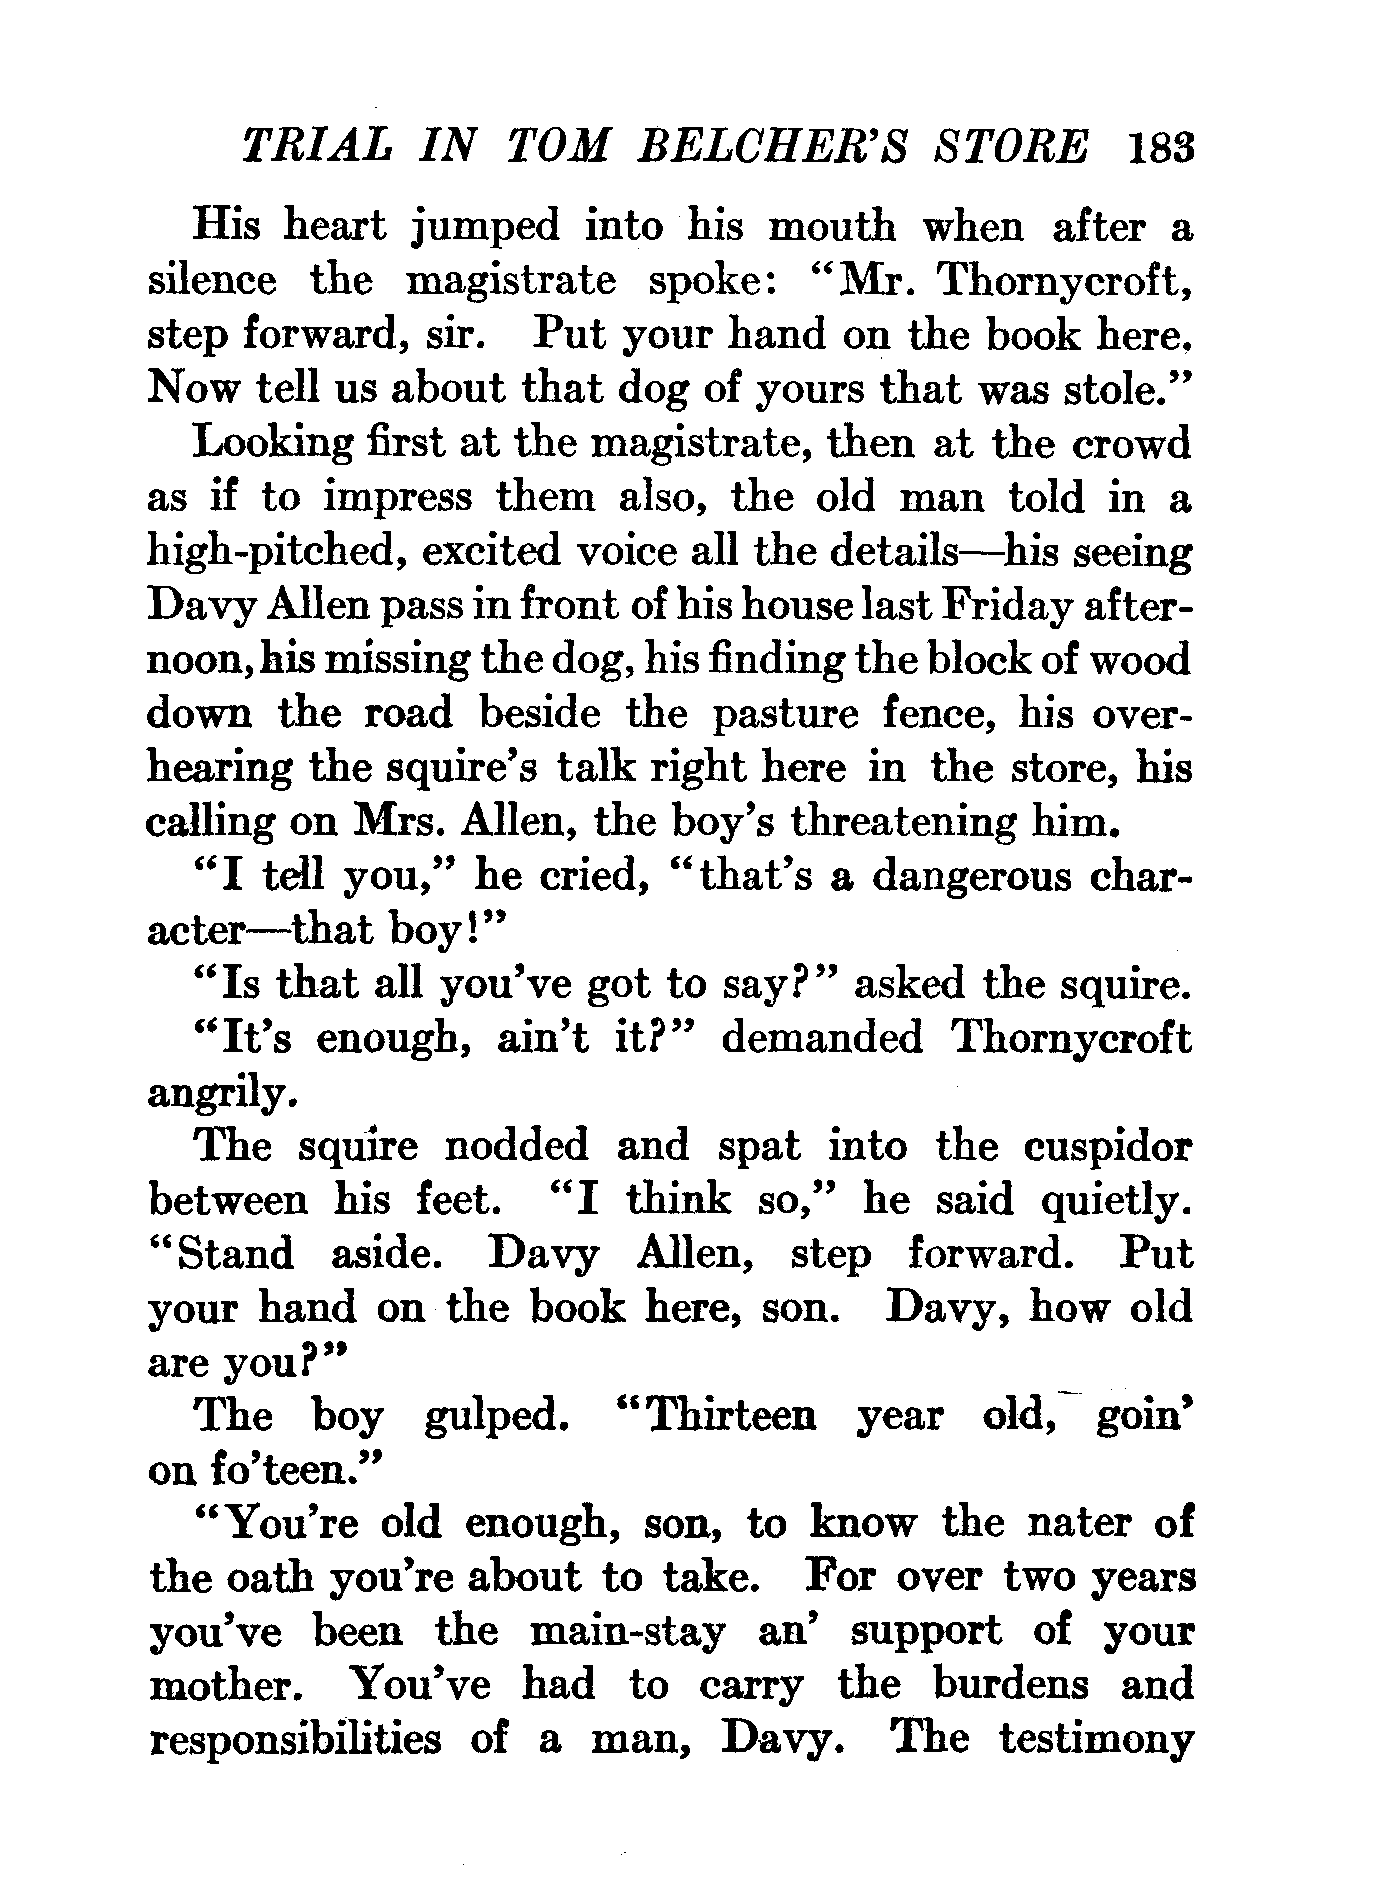 TRIAL IN TOM BELCHER'S STORE 183
His heart jumped into his mouth when after a
silence the magistrate spoke: "Mr. Thornycroft,
step forward, sir. Put your hand on the book here.
Now tell us about that dog of yours that was stole."
Looking first at the magistrate, then at the crowd
as if to impress them also, the old man told in a
high-pitched, excited voice all the details—his seeing
Davy Allen pass in front of his house last Friday after-
noon, his missing the dog, his finding the block of wood
down the road beside the pasture fence, his over-
hearing the squire's talk right here in the store, his
calling on Mrs. Allen, the boy's threatening him.
"I tell you," he cried, "that's a dangerous char-
acter—that boy!"
"Is that all you've got to say?" asked the squire.
"It's enough, ain't it?" demanded Thornycroft
angrily.
The squire nodded and spat into the cuspidor
between his feet. "I think so," he said quietly.
"Stand aside. Davy Allen, step forward. Put
your hand on the book here, son. Davy, how old
are you?"
The boy gulped. "Thirteen year old, goin'
on fo'teen."
"You're old enough, son, to know the nater of
the oath you're about to take. For over two years
you've been the main-stay an' support of your
mother. You've had to carry the burdens and
responsibilities of a man, Davy. The testimony